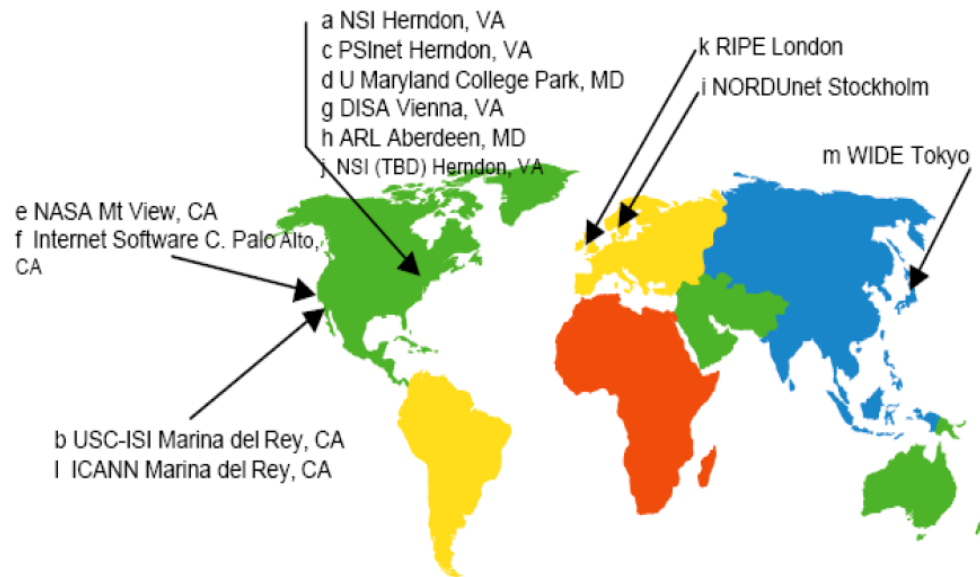 a NSI Herndon, VA
c PSInet Herndon, VA
d U Maryland College Park, MD
g DISA Vienna, VA
h ARL Aberdeen, MD
j NSI (TBD) Herndon, VA
k RIPE London
i NORDUnet Stockholm
m WIDE Tokyo
e NASA Mt View, CA
f Internet Software C. Palo Alto,
CA
b USC-ISI Marina del Rey, CA
l ICANN Marina del Rey, CA